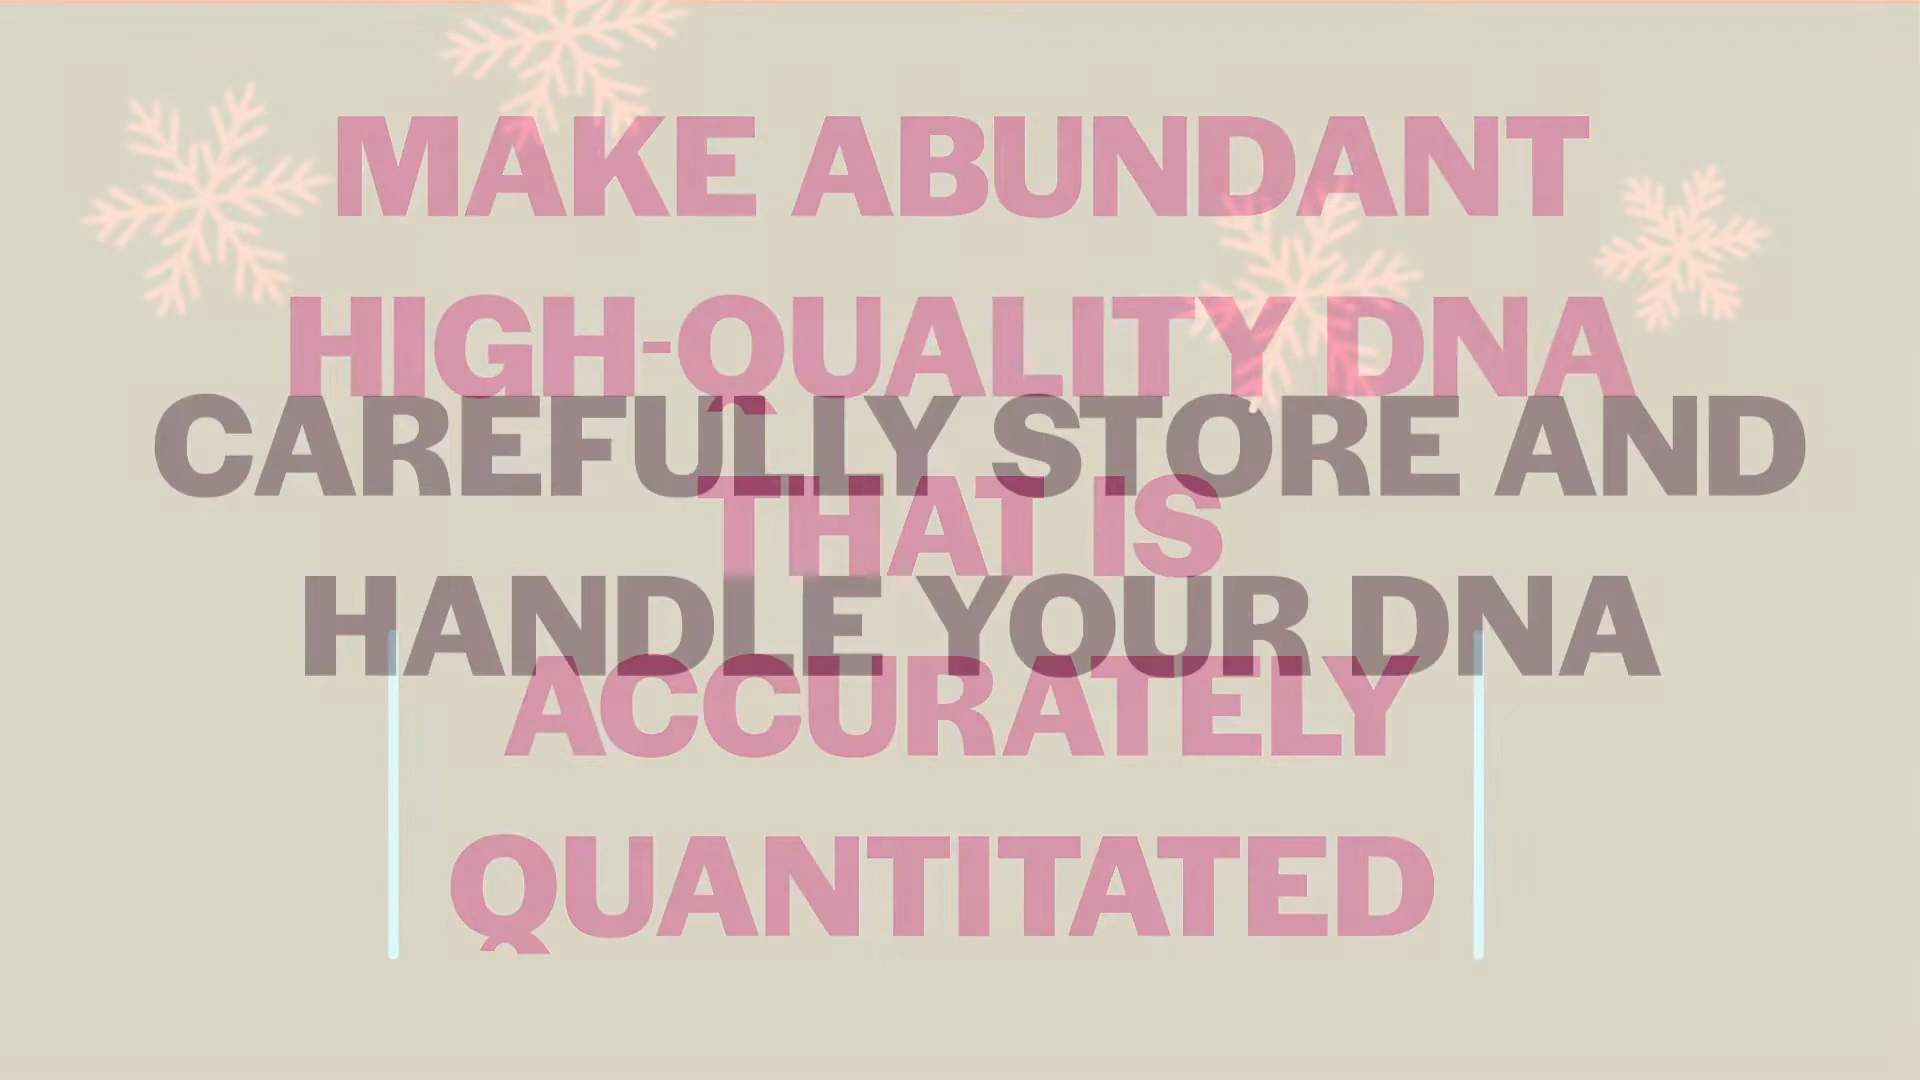 MAKE ABUNDANT
HIGH-QUALITY DNA
THAT IS
ACCURATELY
QUANTITATED
CAREFULLY STORE AND
HANDLE YOUR DNA